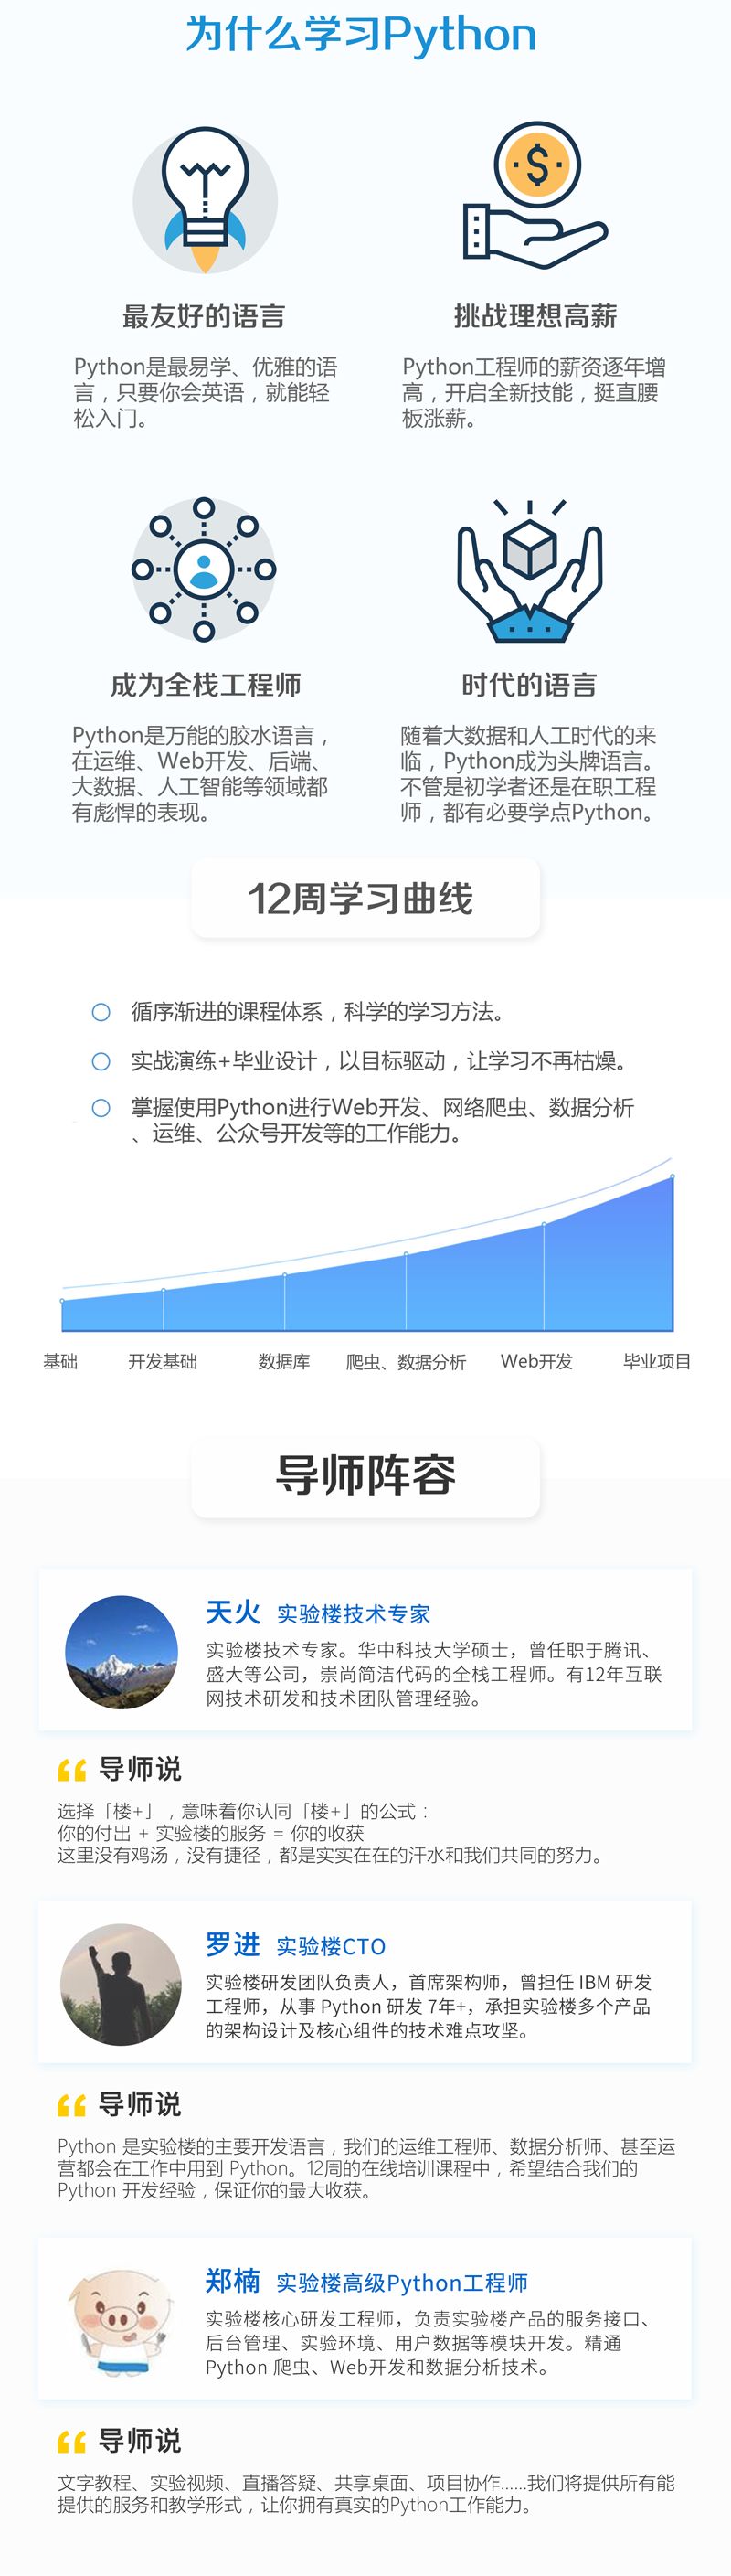 为什么学习Python
最友好的语言
Python是最易学、优雅的语
言，只要你会英语，就能轻
松入门。
挑战理想高薪
Python工程师的薪资逐年增
高，开启全新技能，挺直腰
板涨薪。
成为全栈工程师
Python是万能的胶水语言，
在运维、Web开发、后端、
大数据、人工智能等领域都
有彪悍的表现。
时代的语言
随着大数据和人工时代的来
临，Python成为头牌语言。
不管是初学者还是在职工程
师，都有必要学点Python。
12周学习曲线
循序渐进的课程体系，科学的学习方法。
实战演练+毕业设计，以目标驱动，让学习不再枯燥。
掌握使用Python进行Web开发、网络爬虫、数据分析
、运维、公众号开发等的工作能力。
基础 开发基础 数据库 爬虫、数据分析 Web开发 毕业项目
导师阵容
天火 实验楼技术专家
实验楼技术专家。华中科技大学硕士，曾任职于腾讯、
盛大等公司，崇尚简洁代码的全栈工程师。有12年互联
网技术研发和技术团队管理经验。
导师说
选择「楼+」，意味着你认同「楼+」的公式：
你的付出 + 实验楼的服务 = 你的收获
这里没有鸡汤，没有捷径，都是实实在在的汗水和我们共同的努力。
罗进 实验楼CTO
实验楼研发团队负责人，首席架构师，曾担任 IBM 研发
工程师，从事 Python 研发 7年+，承担实验楼多个产品
的架构设计及核心组件的技术难点攻坚。
导师说
Python 是实验楼的主要开发语言，我们的运维工程师、数据分析师、甚至运
营都会在工作中用到 Python。12周的在线培训课程中，希望结合我们的
Python 开发经验，保证你的最大收获。
郑楠 实验楼高级Python工程师
实验楼核心研发工程师，负责实验楼产品的服务接口、
后台管理、实验环境、用户数据等模块开发。精通
Python 爬虫、Web开发和数据分析技术。
导师说
文字教程、实验视频、直播答疑、共享桌面、项目协作......我们将提供所有能
提供的服务和教学形式，让你拥有真实的Python工作能力。